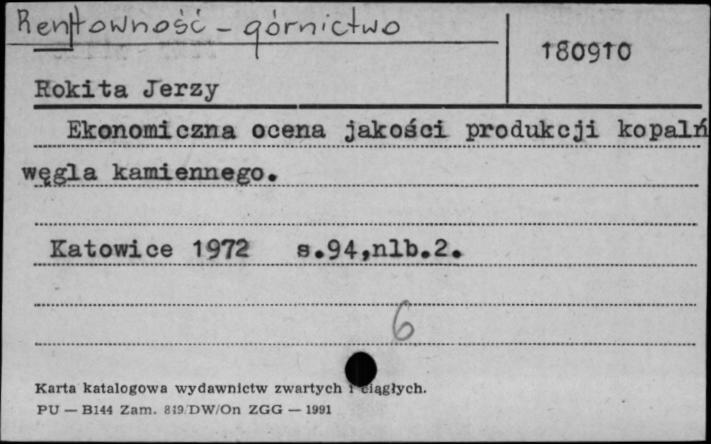 Rentowność - górnictwo
180910
Rokita Jerzy
Ekonomiczna ocena jakości produkcji kopalń
węgla kamiennego.
Katowice 1972 s.94,nlb.2.
6
Karta katalogowa wydawnictw zwartych i ciągłych.
PU — B144 Zam. 819/DW/On ZGG — 1991